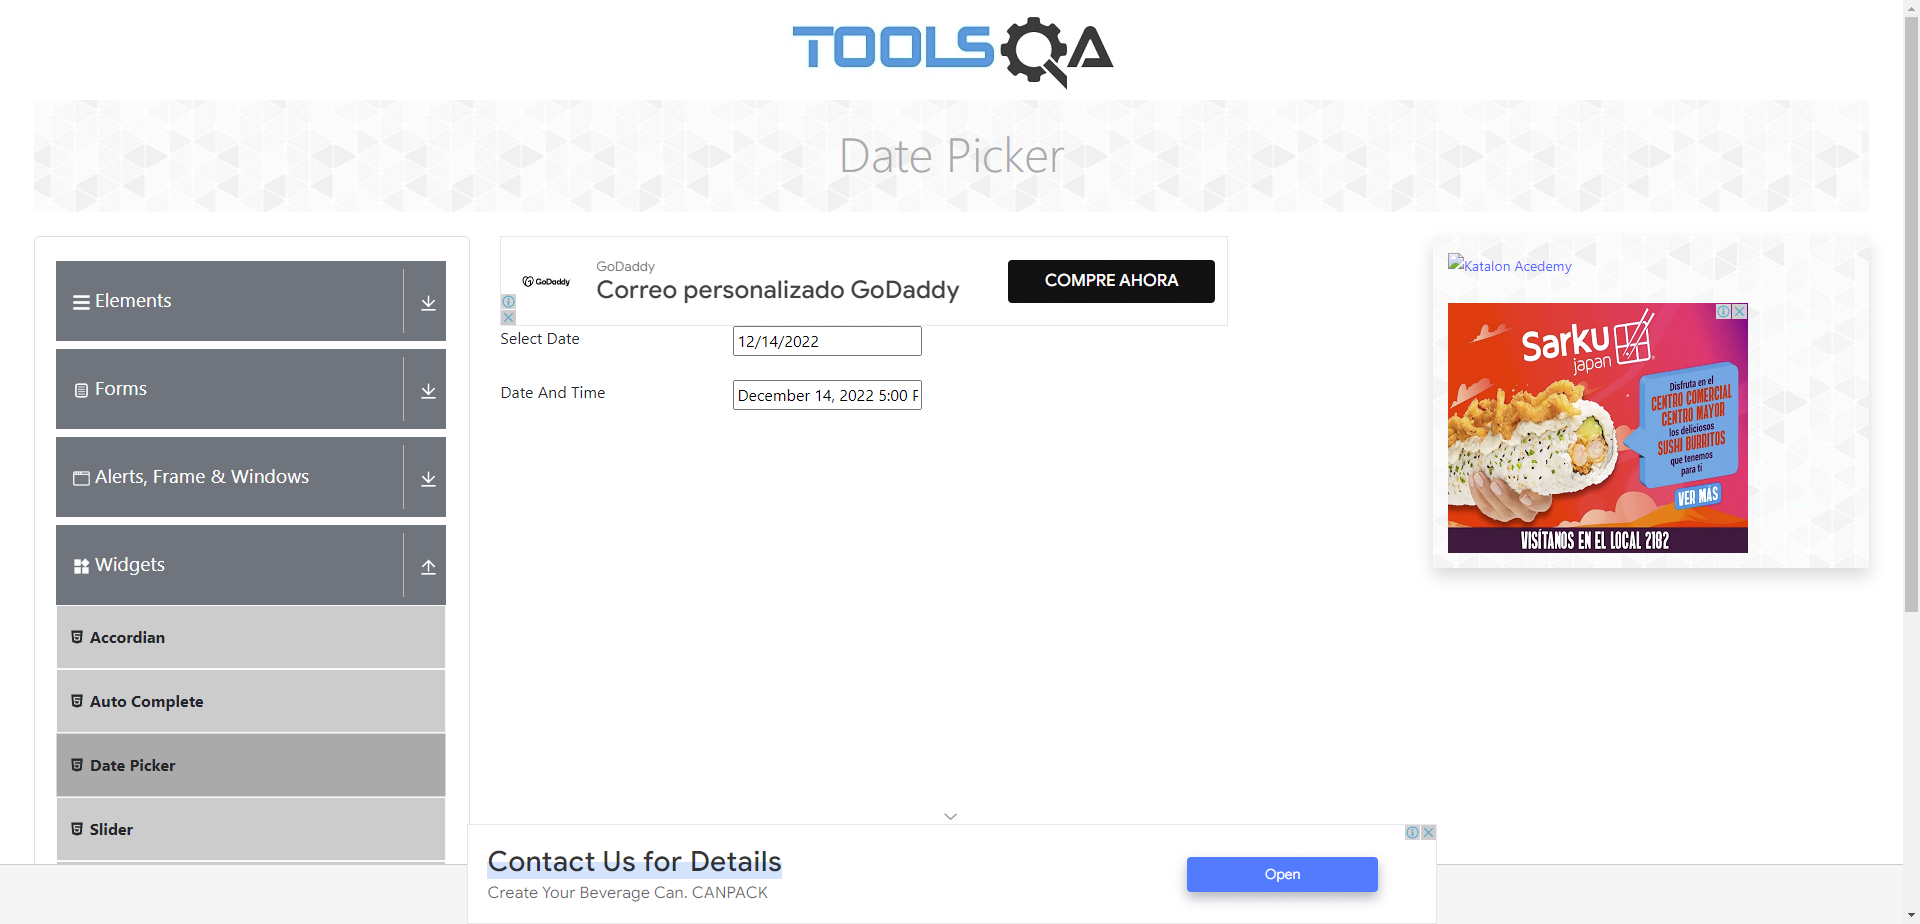 TOOLSQA
Date Picker
Elements
Forms
Alerts, Frame & Windows
Widgets
Accordian
Auto Complete
Date Picker
Slider
GoDaddy
GoDaddy
Correo personalizado GoDaddy
COMPRE AHORA
Select Date
12/14/2022
Date And Time
December 14, 2022 5:00 P
Katalon Acedemy
Sarku
japan
Disfruta en el
CENTRO COMERCIAL
CENTRO MAYOR
los deliciosos
SUSHI BURRITOS
que tenemos
para ti
VER MÁS
VISÍTANOS EN EL LOCAL 2182
Contact Us for Details
Create Your Beverage Can. CANPACK
Open